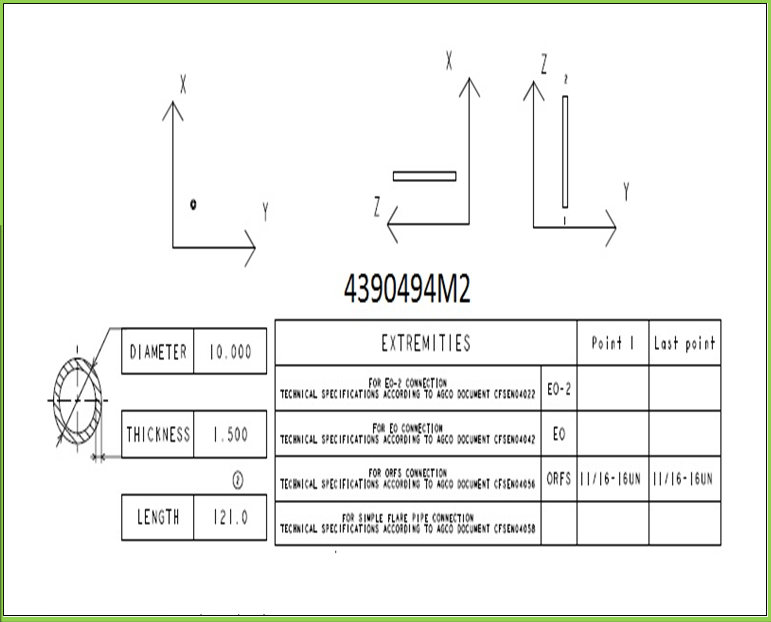 X
Y
X
Z
Z
2
Y
1
4390494M2
DIAMETER 10.000
THICKNESS 1.500
2
LENGTH 121.0
EXTREMITIES Point 1 Last point
FOR EO-2 CONNECTION
TECHNICAL SPECIFICATIONS ACCORDING TO AGCO DOCUMENT CFSEN04022 EO-2
FOR EO CONNECTION
TECHNICAL SPECIFICATIONS ACCORDING TO AGCO DOCUMENT CFSEN04042 EO
FOR ORFS CONNECTION
TECHNICAL SPECIFICATIONS ACCORDING TO AGCO DOCUMENT CFSEN04056 ORFS 11/16-16UN 11/16-16UN
FOR SIMPLE FLARE PIPE CONNECTION
TECHNICAL SPECIFICATIONS ACCORDING TO AGCO DOCUMENT CFSEN04058